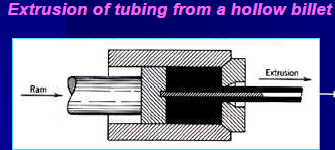 Extrusion of tubing from a hollow billet
Extrusion
Ram